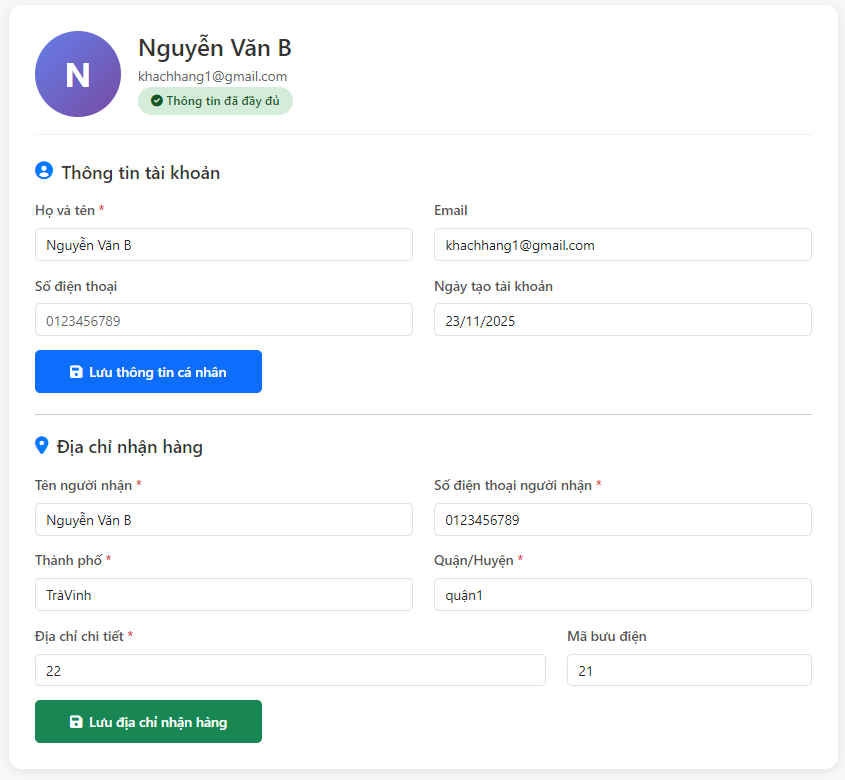 N
Nguyễn Văn B
khachhang1@gmail.com
Thông tin đã đầy đủ
Thông tin tài khoản
Họ và tên *
Email
Nguyễn Văn B
khachhang1@gmail.com
Số điện thoại
Ngày tạo tài khoản
0123456789
23/11/2025
Lưu thông tin cá nhân
Địa chỉ nhận hàng
Tên người nhận *
Số điện thoại người nhận *
Nguyễn Văn B
0123456789
Thành phố *
Quận/Huyện *
TràVinh
quận1
Địa chỉ chi tiết *
Mã bưu điện
22
21
Lưu địa chỉ nhận hàng